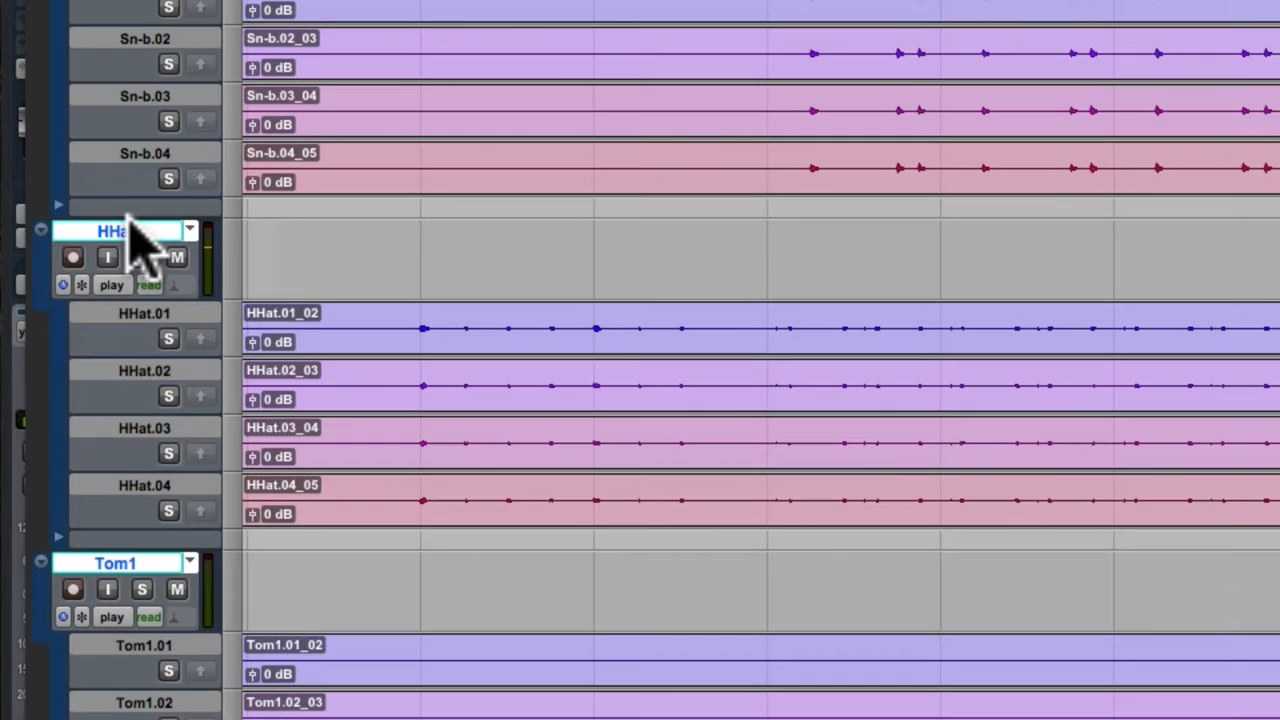 S
0 dB
Sn-b.02
Sn-b.02_03
S
0 dB
Sn-b.03
Sn-b.03_04
S
0 dB
Sn-b.04
Sn-b.04_05
S
0 dB
HHa
I
M
play
read
HHat.01
HHat.01_02
S
0 dB
HHat.02
HHat.02_03
S
0 dB
HHat.03
HHat.03_04
S
0 dB
HHat.04
HHat.04_05
S
0 dB
Tom1
I S M
play
read
Tom1.01
Tom1.01_02
S
0 dB
Tom1.02
Tom1.02_03